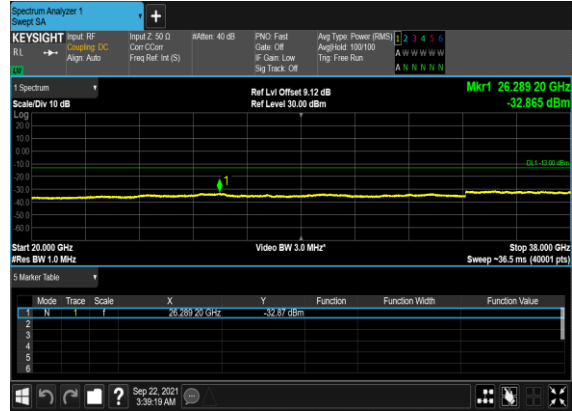 Spectrum Analyzer 1
Swept SA
+
KEYSIGHT Input: RF Input Z: 50 Ω #Atten: 40 dB PNO: Fast Avg Type: Power (RMS) 1 2 3 4 5 6
RL Coupling: DC Corr CCorr Gate: Off Avg|Hold: 100/100 A W W W W W
Align: Auto Freq Ref: Int (S) IF Gain: Low Trig: Free Run
Sig Track: Off A N N N N N
1 Spectrum Ref Lvl Offset 9.12 dB Mkr1 26.289 20 GHz
Scale/Div 10 dB Ref Level 30.00 dBm -32.865 dBm
Log
20.0
10.0
0.00
-10.0 DL1 -13.00 dBm
-20.0
-30.0 1
-40.0
-50.0
-60.0
Start 20.000 GHz Video BW 3.0 MHz* Stop 38.000 GHz
#Res BW 1.0 MHz Sweep ~36.5 ms (40001 pts)
5 Marker Table
Mode Trace Scale X Y Function Function Width Function Value
1 N 1 f 26.289 20 GHz -32.87 dBm
2
3
4
5
6
? Sep 22, 2021
3:39:19 AM